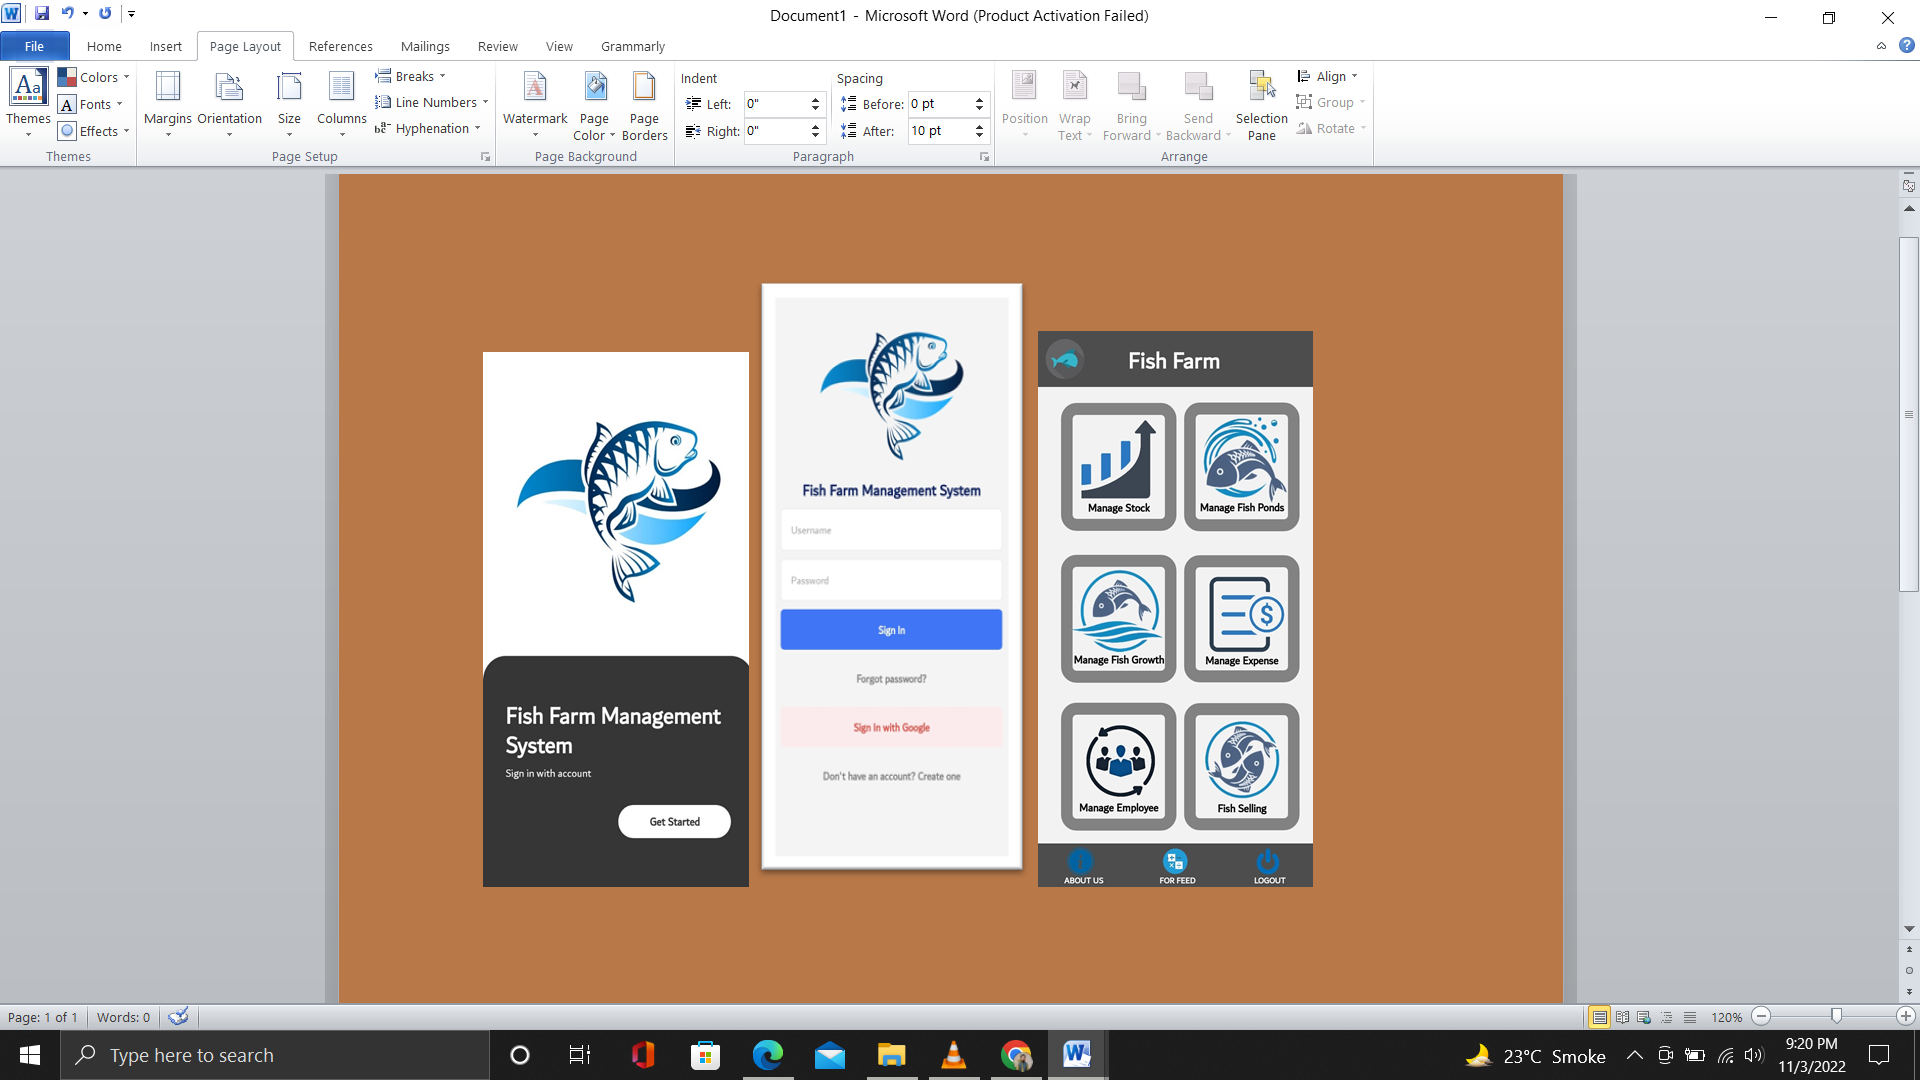 Document1 - Microsoft Word (Product Activation Failed)
File Home Insert Page Layout References Mailings Review View Grammarly
Themes
Colors
Fonts
Effects
Themes
Margins Orientation Size Columns
Breaks
Line Numbers
Hyphenation
Page Setup
Watermark Page Color Page Borders
Page Background
Indent
Left: 0"
Right: 0"
Spacing
Before: 0 pt
After: 10 pt
Paragraph
Position Wrap Text Bring Forward Send Backward Selection Pane
Align
Group
Rotate
Arrange
Fish Farm Management
System
Sign in with account
Get Started
Fish Farm Management System
Username
Password
Sign In
Forgot password?
Sign In with Google
Don't have an account? Create one
Fish Farm
Manage Stock
Manage Fish Ponds
Manage Fish Growth
Manage Expense
Manage Employee
Fish Selling
ABOUT US
FOR FEED
LOGOUT
Page: 1 of 1 Words: 0 120%
Type here to search
23°C Smoke
9:20 PM
11/3/2022